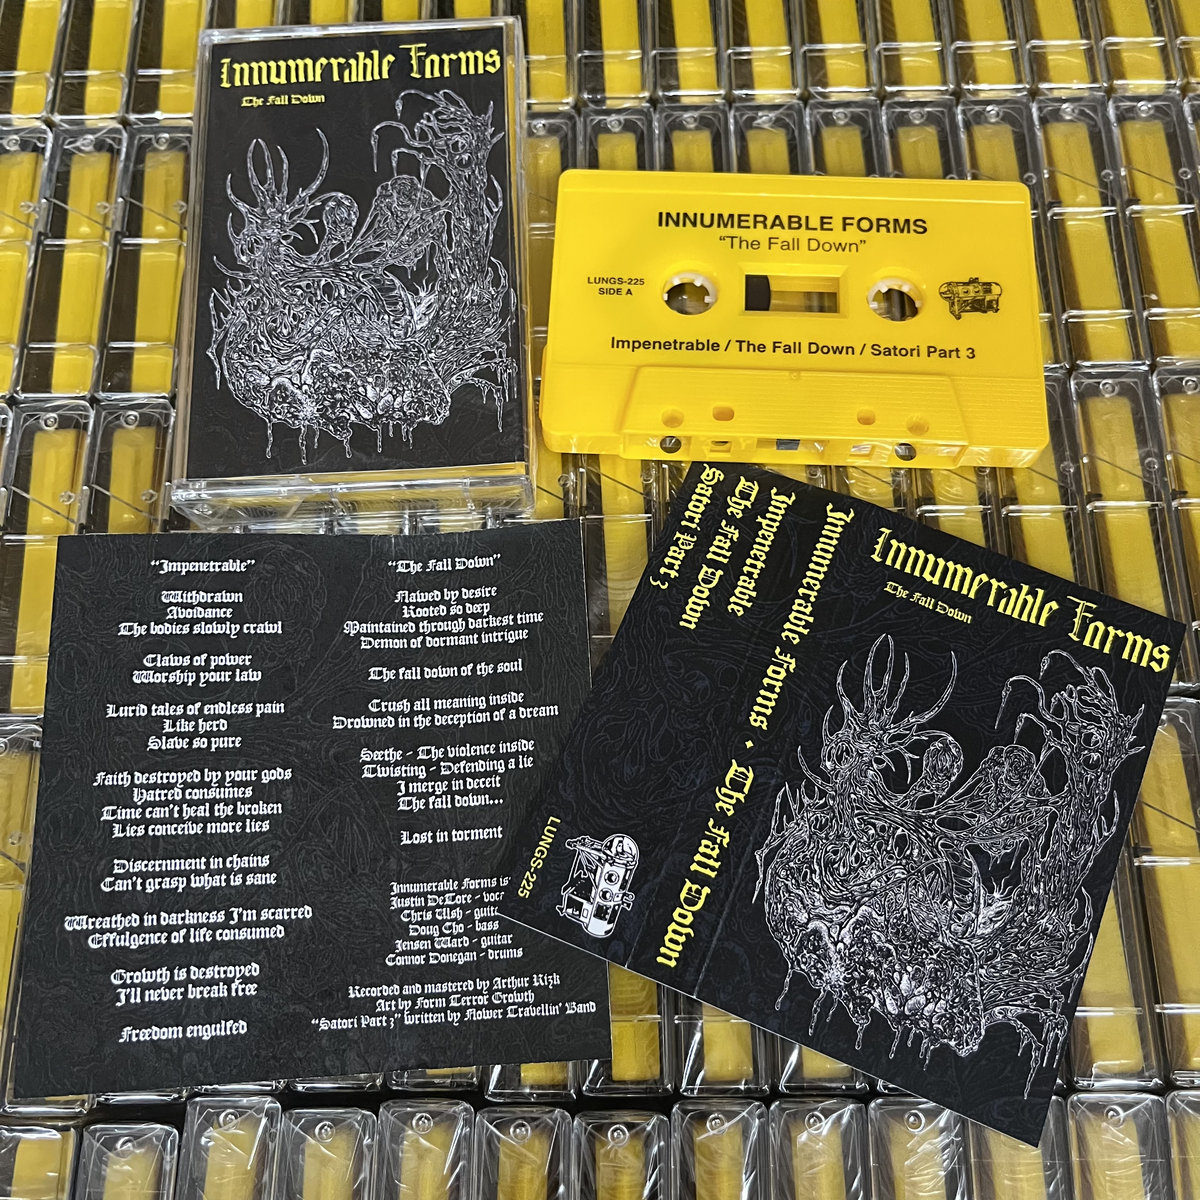 Innumerable Forms
The Fall Down
INNUMERABLE FORMS
“The Fall Down”
LUNGS-225
SIDE A
Impenetrable / The Fall Down / Satori Part 3
“Impenetrable”
Withdrawn
Avoidance
The bodies slowly crawl
Claws of power
Worship your law
Lurid tales of endless pain
Like herd
Slave so pure
Faith destroyed by your gods
Hatred consumes
Time can't heal the broken
Lies conceive more lies
Discernment in chains
Can't grasp what is sane
Wreathed in darkness I'm scarred
Effulgence of life consumed
Growth is destroyed
I'll never break free
Freedom engulfed
“The Fall Down”
Flawed by desire
Rooted so deep
Maintained through darkest time
Demon of dormant intrigue
The fall down of the soul
Crush all meaning inside
Drowned in the deception of a dream
Seethe - The violence inside
Twisting - Defending a lie
I merge in deceit
The fall down...
Lost in torment
Innumerable Forms is
Justin DeTore -
Chris Ulsh -
Doug Cho - bass
Jensen Ward - guitar
Connor Donegan - drums
Recorded and mastered by Arthur Rizk
Art by Form Terror Growth
“Satori Part 3” written by Flower Travellin' Band
Impenetrable
The Fall Down
Satori Part 3
Innumerable Forms • The Fall Down
LUNGS-225
Innumerable Forms
The Fall Down